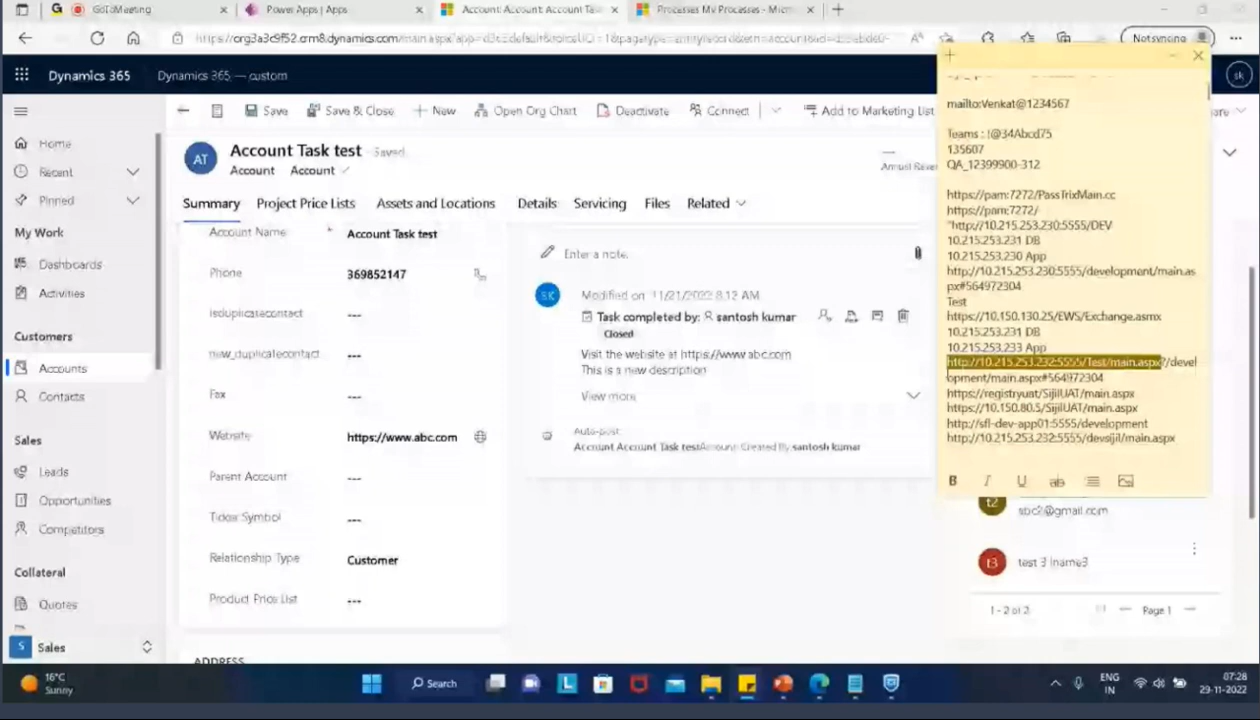 GoToMeeting
Power Apps | Apps
Account: Account: Account Ta
Processes My Processes - Micro
Not syncing
Dynamics 365
Dynamics 365 — custom
sk
Save
Save & Close
New
Open Org Chart
Deactivate
Connect
Add to Marketing List
Home
Recent
Pinned
My Work
Dashboards
Activities
Customers
Accounts
Contacts
Sales
Leads
Opportunities
Competitors
Collateral
Quotes
S Sales
AT
Account Task test - Saved
Account Account
Summary Project Price Lists Assets and Locations Details Servicing Files Related
Account Name * Account Task test
Phone 369852147
isduplicatecontact ---
new_duplicatecontact ---
Fax ---
Website https://www.abc.com
Parent Account ---
Ticker Symbol ---
Relationship Type Customer
Product Price List ---
ADDRESS
Enter a note.
SK
Modified on 11/21/2022 8:12 AM
Task completed by: santosh kumar
Closed
Visit the website at https://www.abc.com
This is a new description
View more
Auto-post
Account Account Task testAccount: Created By santosh kumar
mailto:Venkat@1234567
Teams : !@34Abcd75
135607
QA_12399900-312
https://pam:7272/PassTrixMain.cc
https://pam:7272/
"http://10.215.253.230:5555/DEV
10.215.253.231 DB
10.215.253.230 App
http://10.215.253.230:5555/development/main.as
px#564972304
Test
https://10.150.130.25/EWS/Exchange.asmx
10.215.253.231 DB
10.215.253.233 App
http://10.215.253.232:5555/Test/main.aspx?/devel
opment/main.aspx#564972304
https://registryuat/SijilUAT/main.aspx
https://10.150.80.5/SijilUAT/main.aspx
http://sfl-dev-app01:5555/development
http://10.215.253.232:5555/devsijil/main.aspx
B I U ab
t2
t3
test 3 lname3
1 - 2 of 2
Page 1
16°C
Sunny
Search
ENG
IN
07:28
29-11-2022